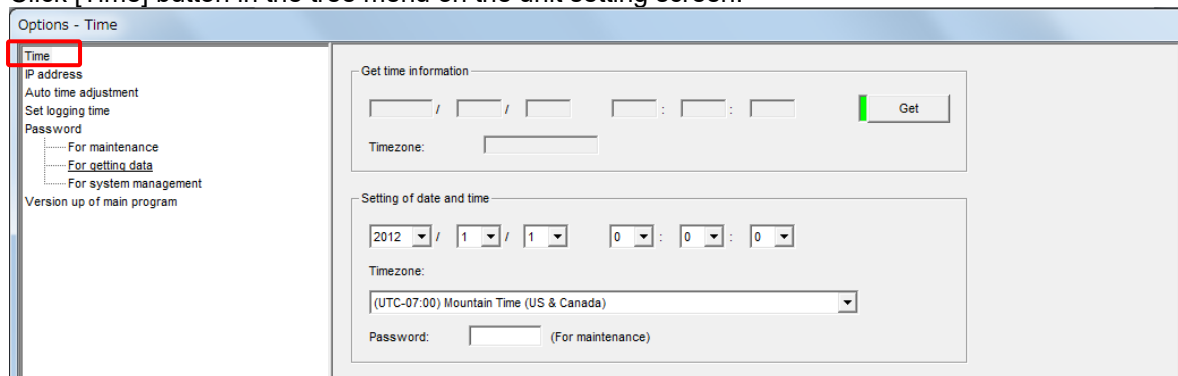 Click [Time] button in the tree menu on the unit setting screen.
Options - Time
Time
IP address
Auto time adjustment
Set logging time
Password
For maintenance
For getting data
For system management
Version up of main program
Get time information
/ / : : Get
Timezone:
Setting of date and time
2012 / 1 / 1 0 : 0 : 0
Timezone:
(UTC-07:00) Mountain Time (US & Canada)
Password: (For maintenance)